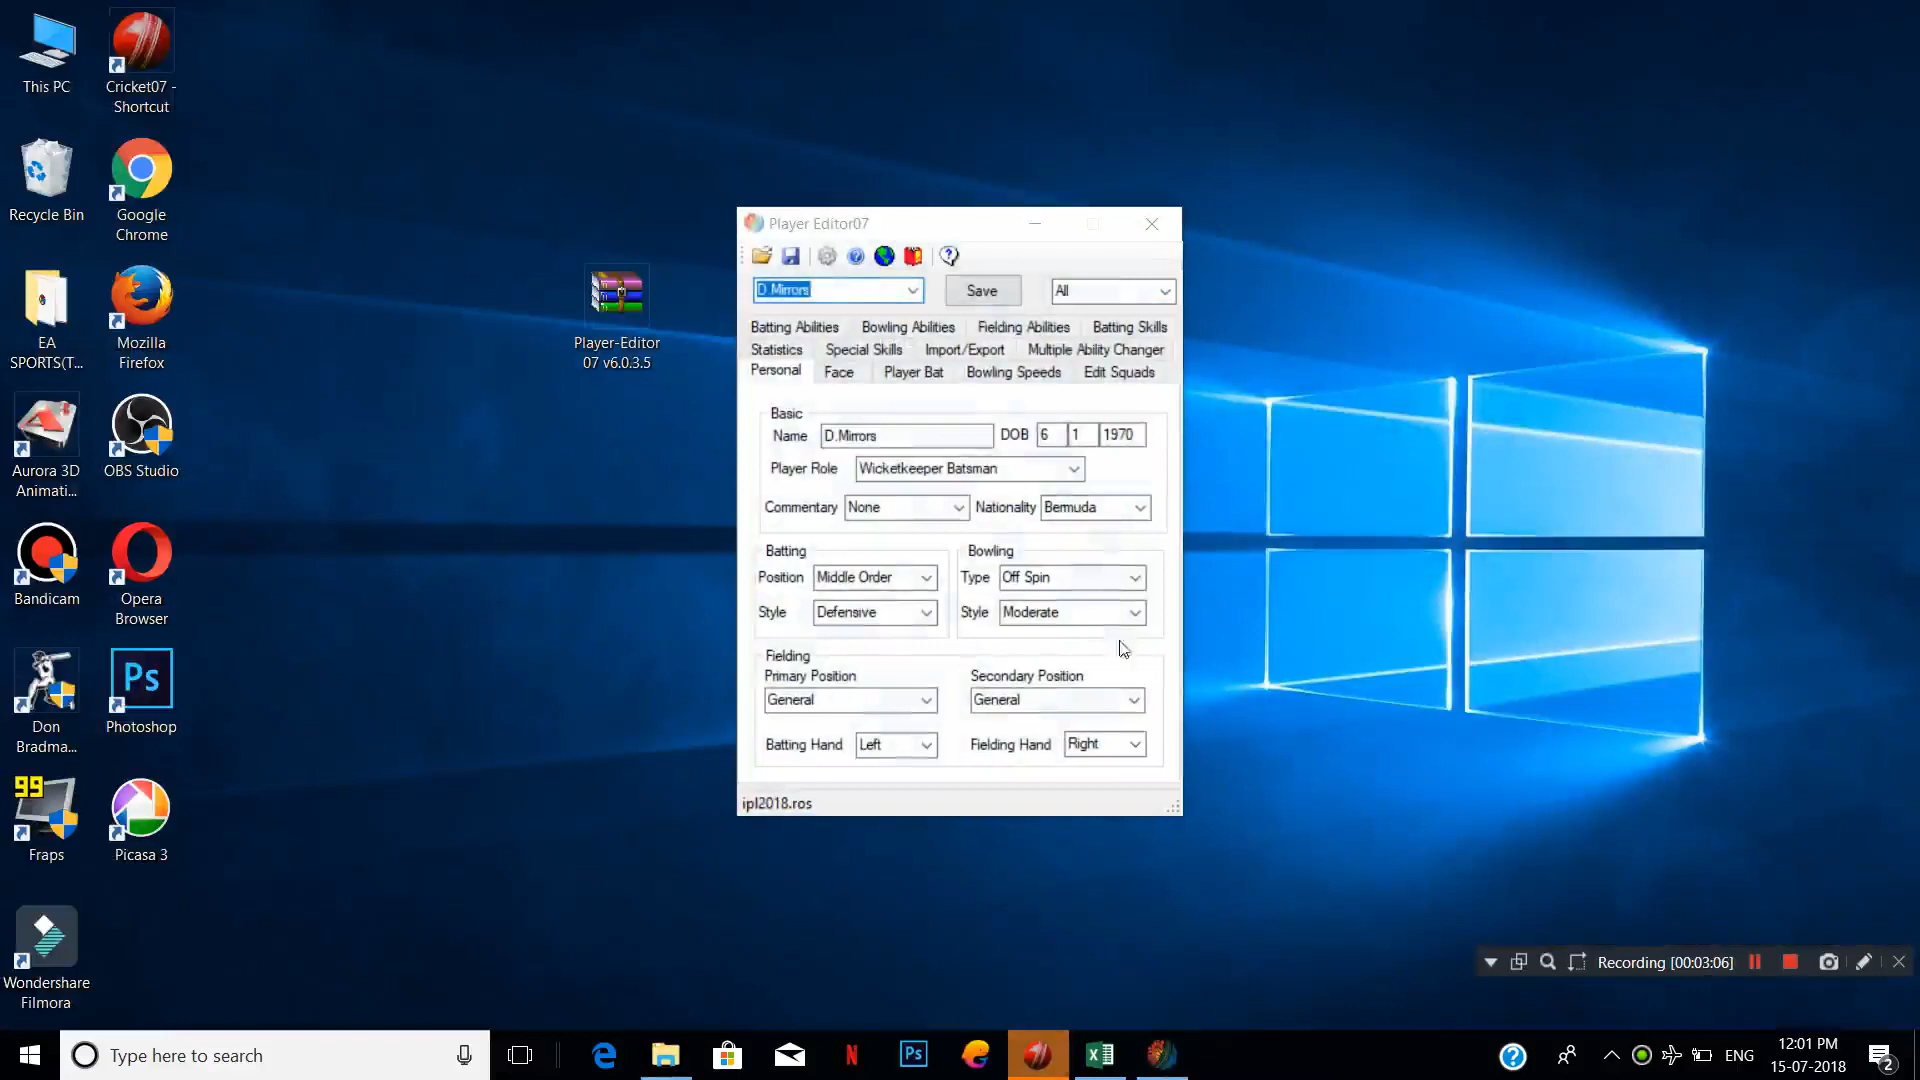 This PC
Cricket07 -
Shortcut
Recycle Bin
Google
Chrome
EA
SPORTS(T...
Mozilla
Firefox
Aurora 3D
Animati...
OBS Studio
Bandicam
Opera
Browser
Don
Bradma...
Ps
Photoshop
99
Fraps
Picasa 3
Wondershare
Filmora
Player-Editor
07 v6.0.3.5
Player Editor07
D.Mirrors
Save
All
Batting Abilities
Bowling Abilities
Fielding Abilities
Batting Skills
Statistics
Special Skills
Import/Export
Multiple Ability Changer
Personal
Face
Player Bat
Bowling Speeds
Edit Squads
Basic
Name
D.Mirrors
DOB
6
1
1970
Player Role
Wicketkeeper Batsman
Commentary
None
Nationality
Bermuda
Batting
Position
Middle Order
Style
Defensive
Bowling
Type
Off Spin
Style
Moderate
Fielding
Primary Position
General
Secondary Position
General
Batting Hand
Left
Fielding Hand
Right
ipl2018.ros
Recording [00:03:06]
Type here to search
N
Ps
ENG
12:01 PM
15-07-2018
2